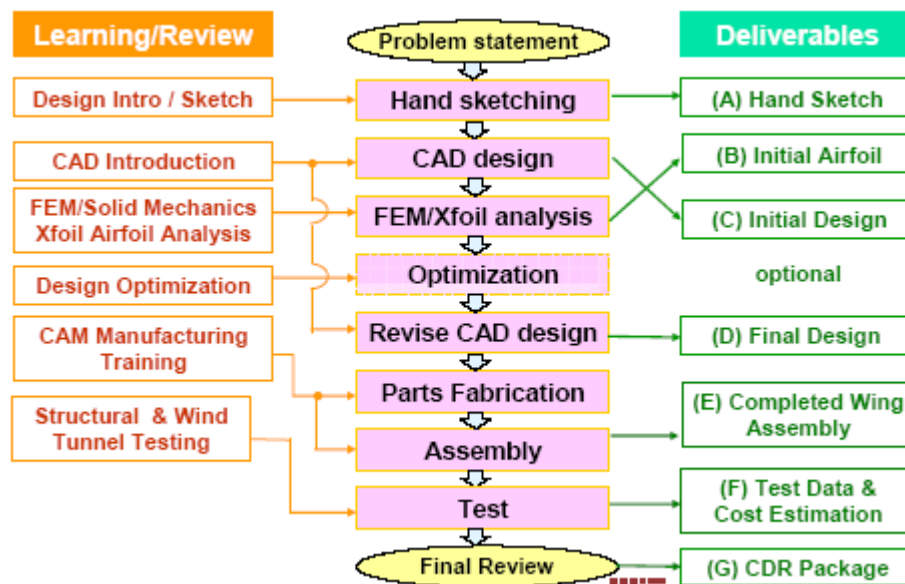 Learning/Review
Problem statement
Deliverables
Design Intro / Sketch
Hand sketching
(A) Hand Sketch
CAD Introduction
CAD design
(B) Initial Airfoil
FEM/Solid Mechanics
Xfoil Airfoil Analysis
FEM/Xfoil analysis
(C) Initial Design
Design Optimization
Optimization
optional
CAM Manufacturing
Training
Revise CAD design
(D) Final Design
Parts Fabrication
Structural & Wind
Tunnel Testing
Assembly
(E) Completed Wing
Assembly
Test
(F) Test Data &
Cost Estimation
Final Review
(G) CDR Package